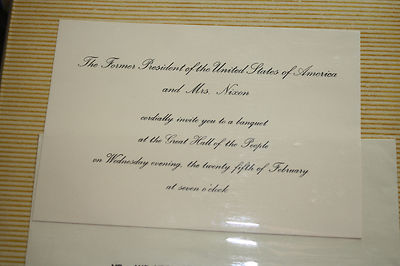 The Former President of the United States of America
and Mrs. Nixon
cordially invite you to a banquet
at the Great Hall of the People
on Wednesday evening, the twenty fifth of February
at seven o'clock